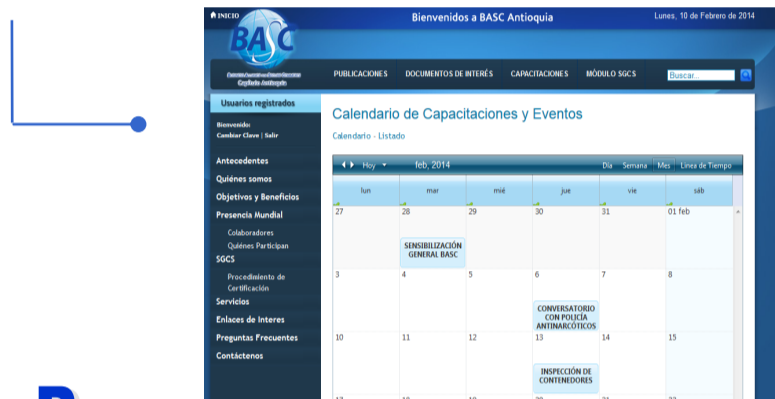 INICIO
Bienvenidos a BASC Antioquia
Lunes, 10 de Febrero de 2014
BASC
Capítulo Antioquia
PUBLICACIONES DOCUMENTOS DE INTERÉS CAPACITACIONES MÓDULO SGCS
Buscar...
Usuarios registrados
Bienvenido:
Cambiar Clave | Salir
Antecedentes
Quiénes somos
Objetivos y Beneficios
Presencia Mundial
Colaboradores
Quiénes Participan
SGCS
Procedimiento de
Certificación
Servicios
Enlaces de Interes
Preguntas Frecuentes
Contáctenos
Calendario de Capacitaciones y Eventos
Calendario - Listado
Hoy feb, 2014 Día Semana Mes Linea de Tiempo
lun mar mié jue vie sáb
27 28 29 30 31 01 feb
SENSIBILIZACIÓN
GENERAL BASC
3 4 5 6 7 8
CONVERSATORIO
CON POLICÍA
ANTINARCÓTICOS
10 11 12 13 14 15
INSPECCIÓN DE
CONTENEDORES